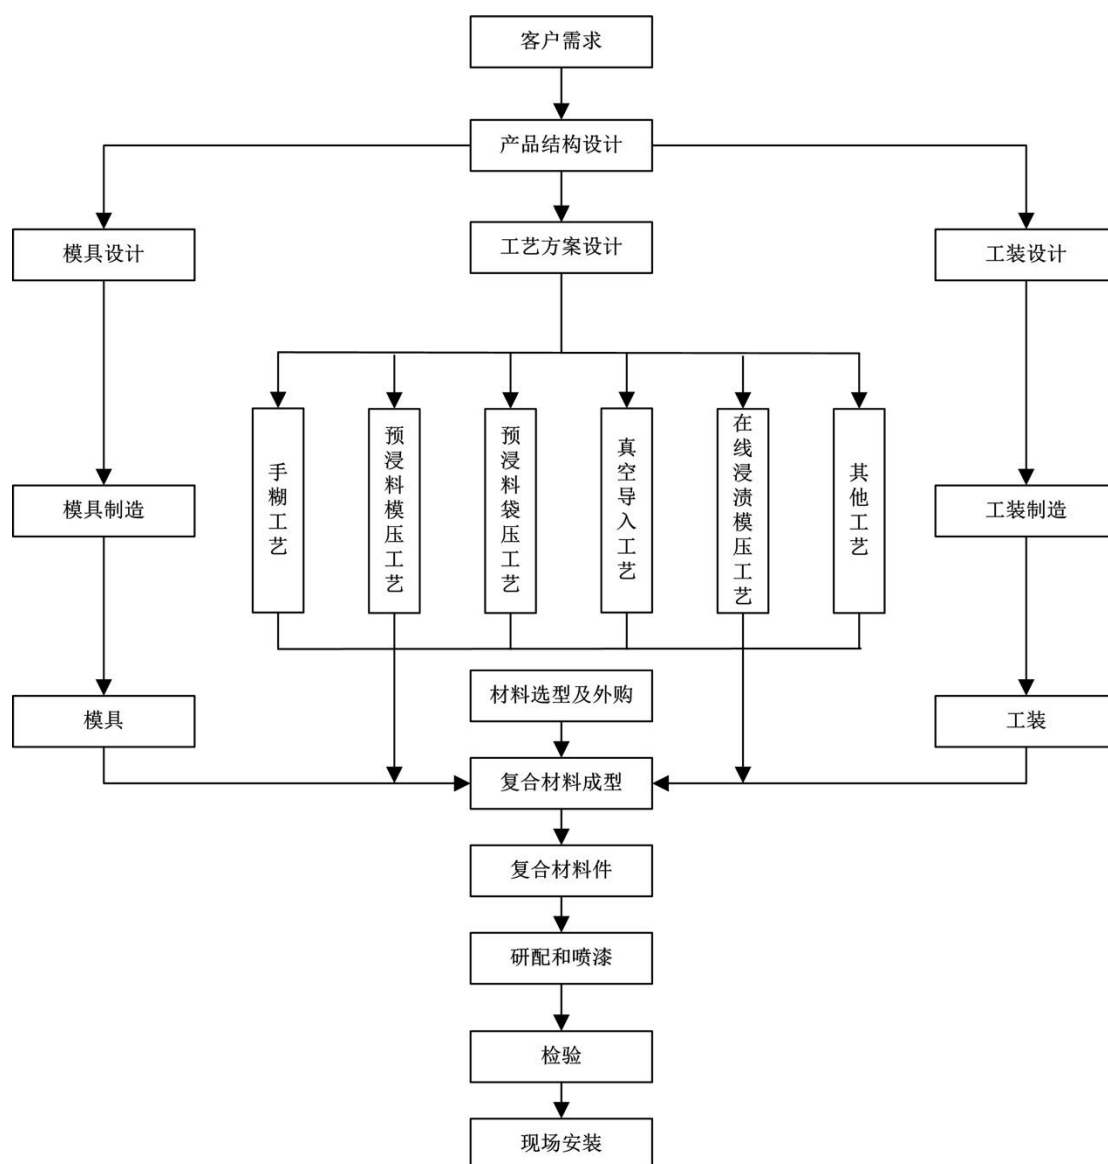 客户需求
产品结构设计
模具设计
工艺方案设计
工装设计
手糊工艺
预浸料模压工艺
预浸料袋压工艺
真空导入工艺
在线浸渍模压工艺
其他工艺
模具制造
工装制造
材料选型及外购
模具
工装
复合材料成型
复合材料件
研配和喷漆
检验
现场安装